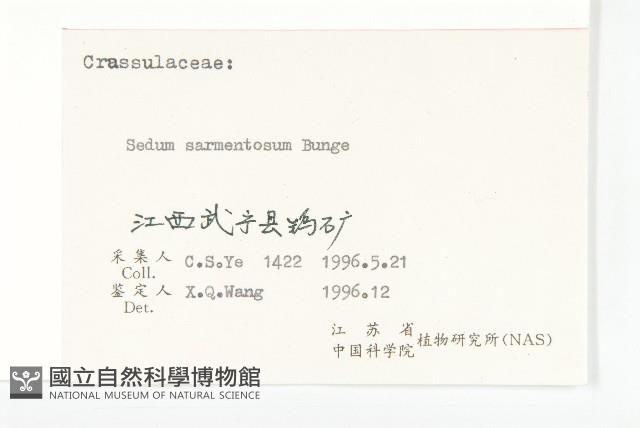 Crassulaceae:
Sedum sarmentosum Bunge
江西武宁县钨矿
采集人 C.S.Ye 1422 1996.5.21
Coll.
鉴定人 X.Q.Wang 1996.12
Det.
江苏省
中国科学院植物研究所(NAS)
國立自然科學博物館
NATIONAL MUSEUM OF NATURAL SCIENCE